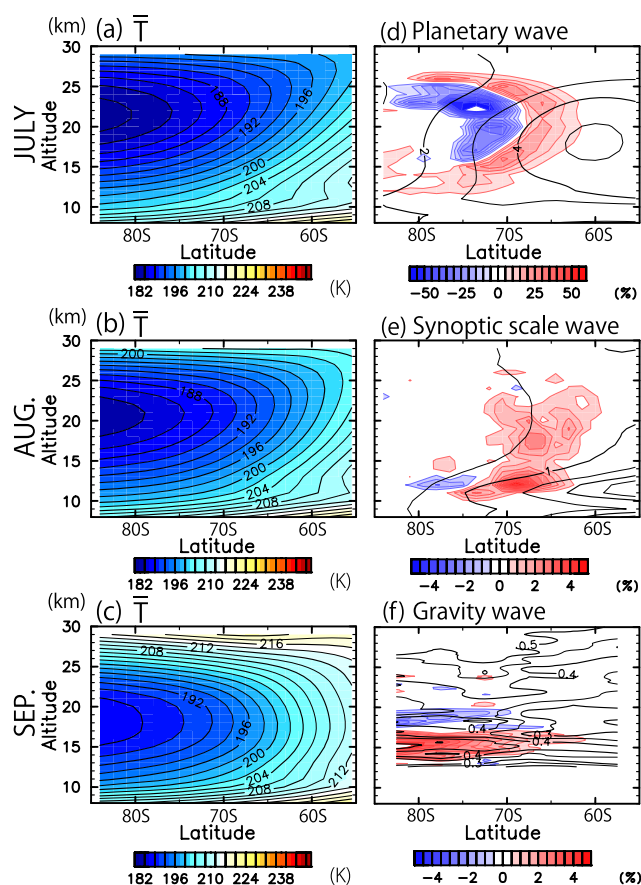 (km) (a) T (d) Planetary wave
30
25
20
15
10
JULY
Altitude
188
196
192
200
204
208
2
4
80S 70S 60S 80S 70S 60S
Latitude Latitude
182 196 210 224 238 (K) -50 -25 0 25 50 (%)
(km) (b) T (e) Synoptic scale wave
30
25
20
15
10
AUG.
Altitude
200
188
192
196
200
204
208
1
80S 70S 60S 80S 70S 60S
Latitude Latitude
182 196 210 224 238 (K) -4 -2 0 2 4 (%)
(km) (c) T (f) Gravity wave
30
25
20
15
10
SEP.
Altitude
212
216
208
192
196
200
204
208
212
0.5
0.4
0.4
0.3
0.4
0.4
0.3
80S 70S 60S 80S 70S 60S
Latitude Latitude
182 196 210 224 238 (K) -4 -2 0 2 4 (%)